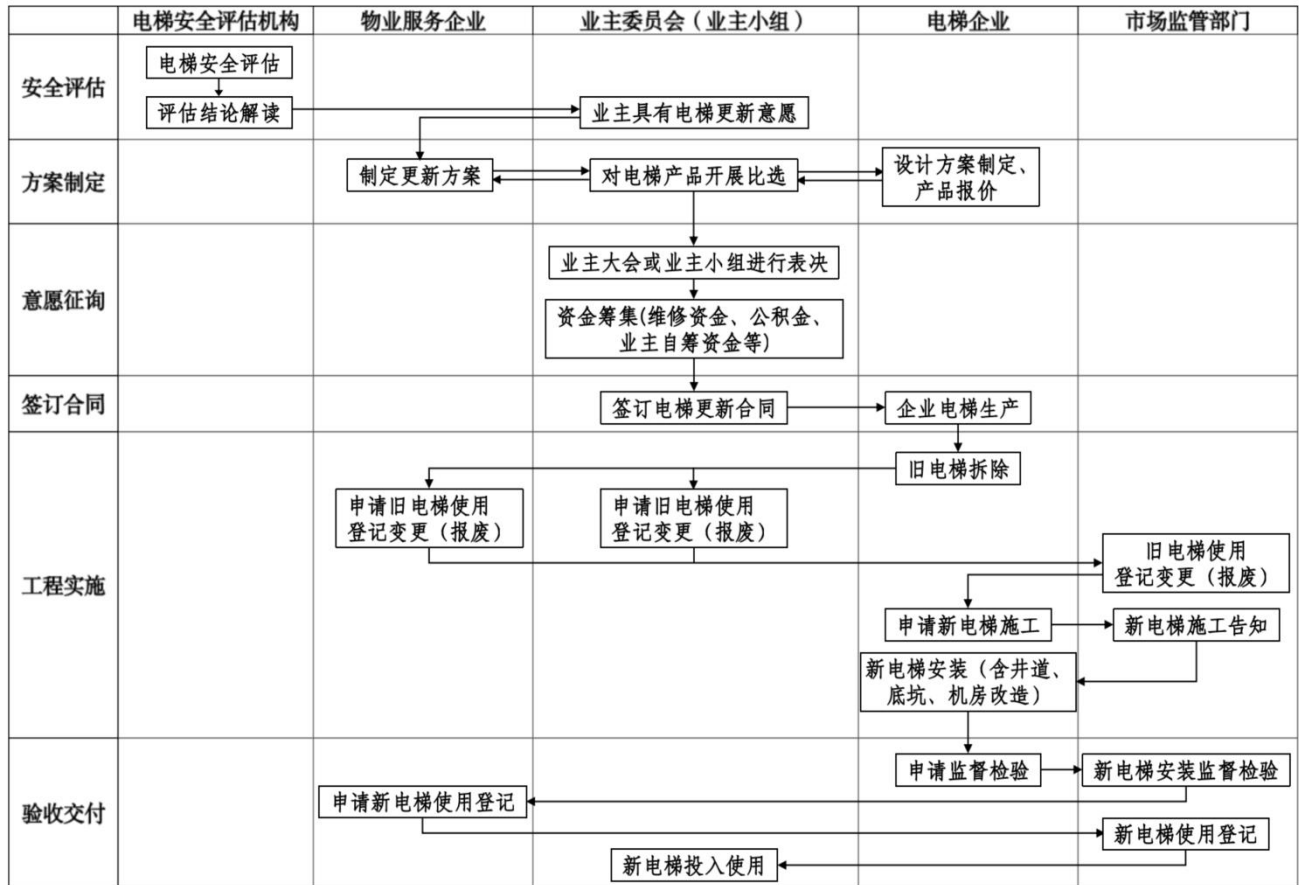 电梯安全评估机构 物业服务企业 业主委员会（业主小组） 电梯企业 市场监管部门
安全评估
电梯安全评估
评估结论解读
业主具有电梯更新意愿
方案制定
制定更新方案
对电梯产品开展比选
设计方案制定、
产品报价
意愿征询
业主大会或业主小组进行表决
资金筹集(维修资金、公积金、
业主自筹资金等)
签订合同
签订电梯更新合同
企业电梯生产
工程实施
旧电梯拆除
申请旧电梯使用
登记变更（报废）
申请旧电梯使用
登记变更（报废）
旧电梯使用
登记变更（报废）
申请新电梯施工
新电梯施工告知
新电梯安装（含井道、
底坑、机房改造）
验收交付
申请监督检验
新电梯安装监督检验
申请新电梯使用登记
新电梯使用登记
新电梯投入使用